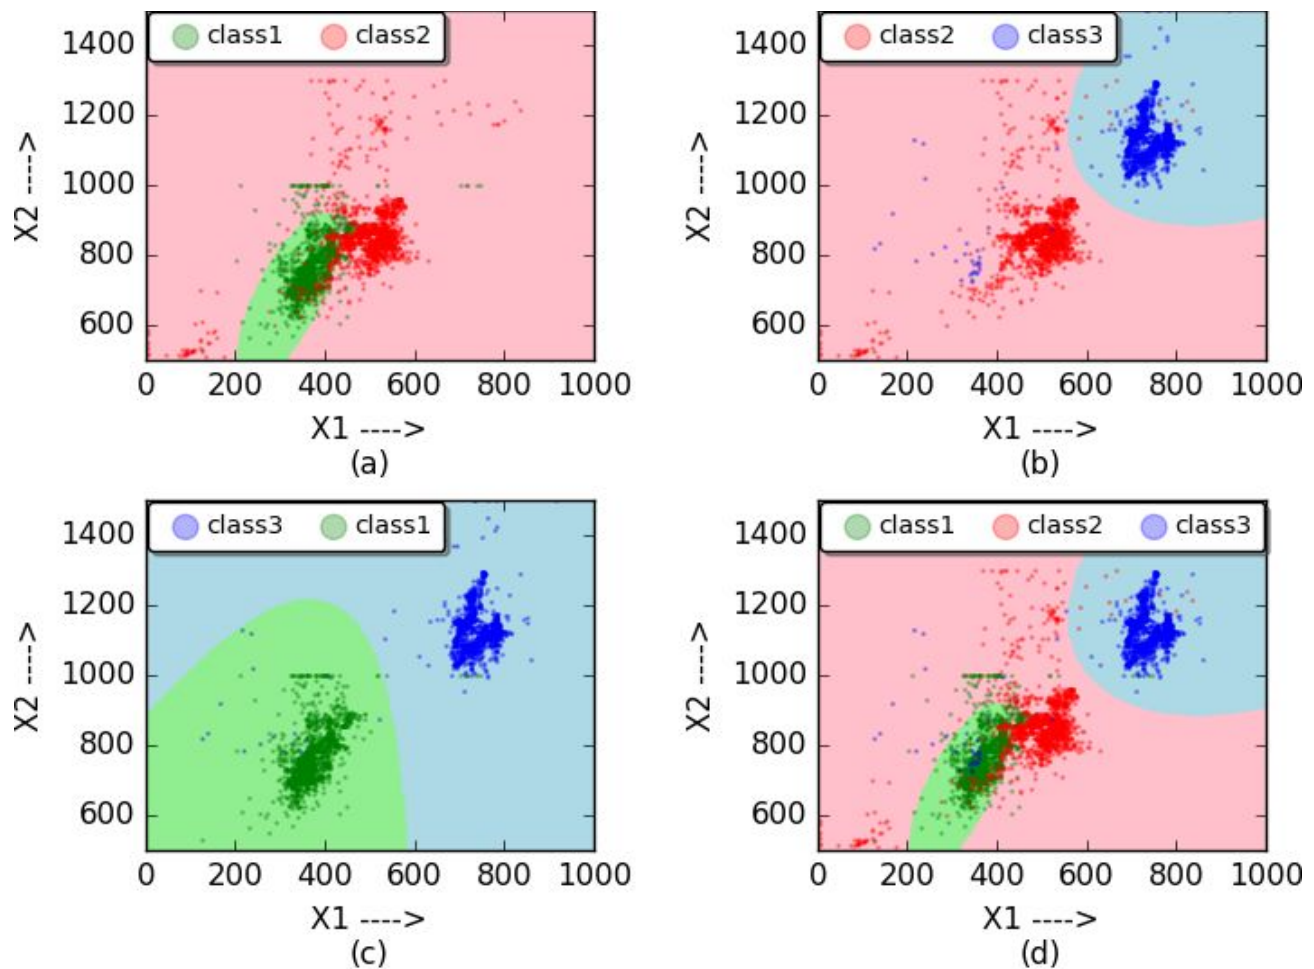 class1 class2
1400
1200
1000
800
600
X2 ---->
0 200 400 600 800 1000
X1 ---->
(a)
class2 class3
1400
1200
1000
800
600
X2 ---->
0 200 400 600 800 1000
X1 ---->
(b)
class3 class1
1400
1200
1000
800
600
X2 ---->
0 200 400 600 800 1000
X1 ---->
(c)
class1 class2 class3
1400
1200
1000
800
600
X2 ---->
0 200 400 600 800 1000
X1 ---->
(d)